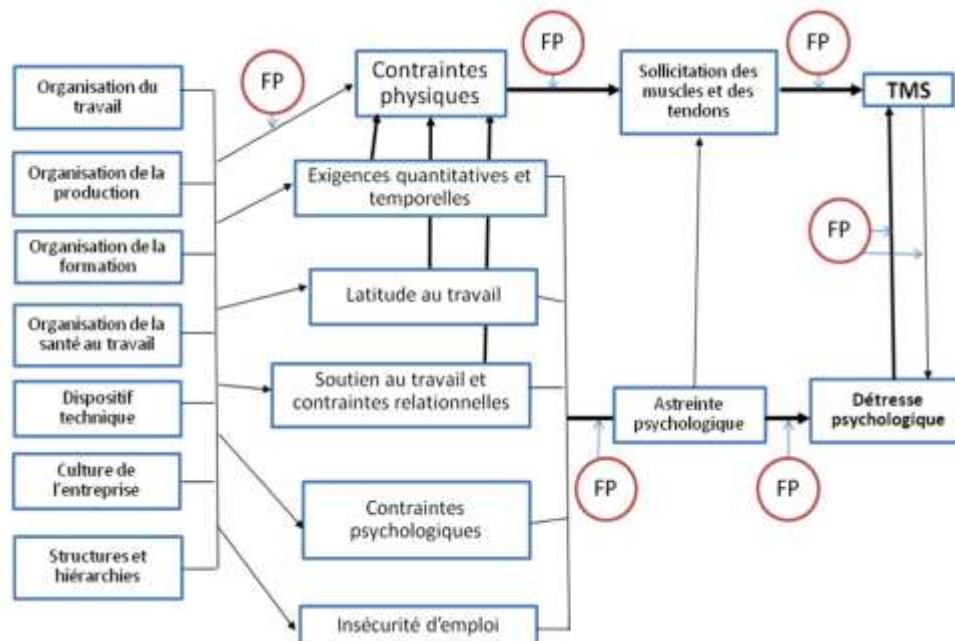 Organisation du
travail
Organisation de la
production
Organisation de la
formation
Organisation de la
santé au travail
Dispositif
technique
Culture de
l'entreprise
Structures et
hiérarchies
FP
Contraintes
physiques
Exigences quantitatives et
temporelles
Latitude au travail
Soutien au travail et
contraintes relationnelles
Contraintes
psychologiques
Insécurité d'emploi
FP
Sollicitation des
muscles et des
tendons
FP
TMS
FP
Astreinte
psychologique
Détresse
psychologique
FP
FP